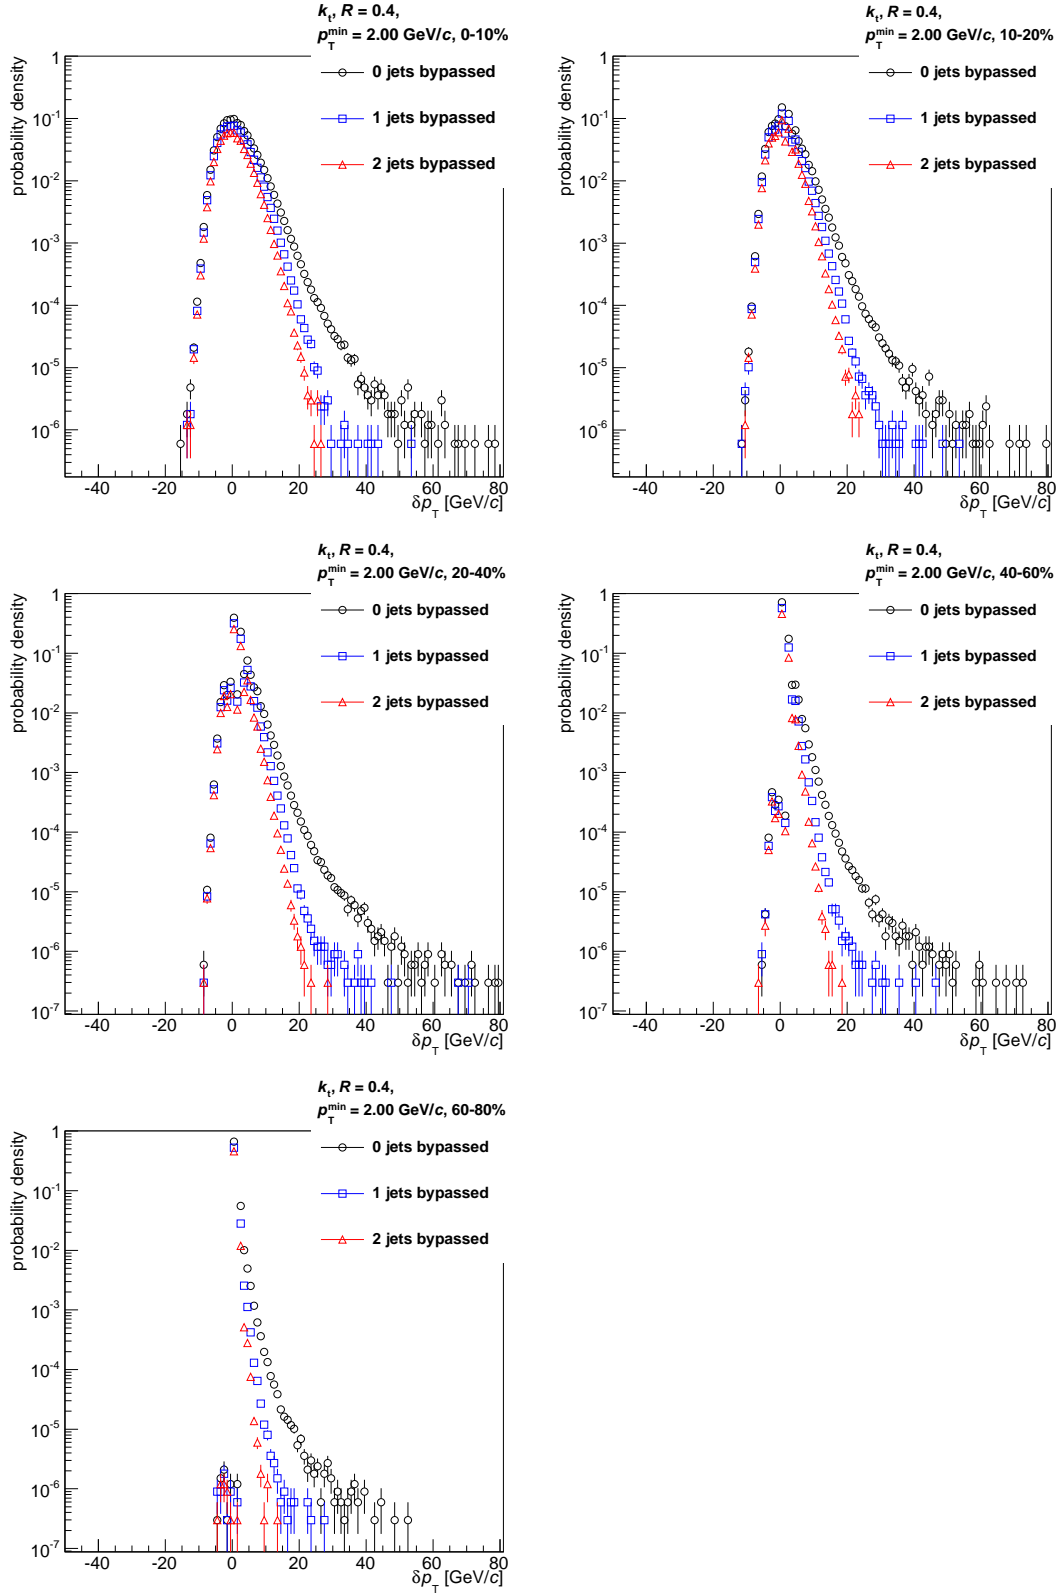 k_t, R = 0.4,
p_T^min = 2.00 GeV/c, 0-10%
0 jets bypassed
1 jets bypassed
2 jets bypassed
probability density
1
10^-1
10^-2
10^-3
10^-4
10^-5
10^-6
-40 -20 0 20 40 60 80
δp_T [GeV/c]
k_t, R = 0.4,
p_T^min = 2.00 GeV/c, 10-20%
0 jets bypassed
1 jets bypassed
2 jets bypassed
probability density
1
10^-1
10^-2
10^-3
10^-4
10^-5
10^-6
-40 -20 0 20 40 60 80
δp_T [GeV/c]
k_t, R = 0.4,
p_T^min = 2.00 GeV/c, 20-40%
0 jets bypassed
1 jets bypassed
2 jets bypassed
probability density
1
10^-1
10^-2
10^-3
10^-4
10^-5
10^-6
10^-7
-40 -20 0 20 40 60 80
δp_T [GeV/c]
k_t, R = 0.4,
p_T^min = 2.00 GeV/c, 40-60%
0 jets bypassed
1 jets bypassed
2 jets bypassed
probability density
1
10^-1
10^-2
10^-3
10^-4
10^-5
10^-6
10^-7
-40 -20 0 20 40 60 80
δp_T [GeV/c]
k_t, R = 0.4,
p_T^min = 2.00 GeV/c, 60-80%
0 jets bypassed
1 jets bypassed
2 jets bypassed
probability density
1
10^-1
10^-2
10^-3
10^-4
10^-5
10^-6
10^-7
-40 -20 0 20 40 60 80
δp_T [GeV/c]